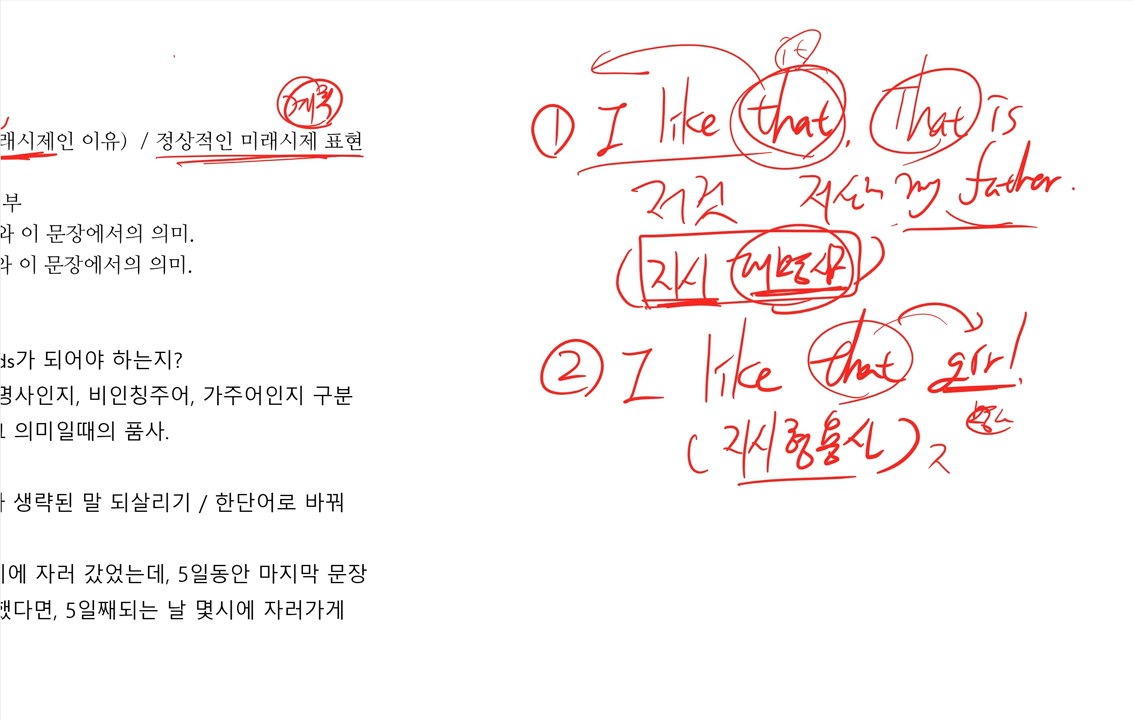 계획
래시제인 이유) / 정상적인 미래시제 표현
부
와 이 문장에서의 의미.
와 이 문장에서의 의미.
ds가 되어야 하는지?
명사인지, 비인칭주어, 가주어인지 구분
의미일때의 품사.
생략된 말 되살리기 / 한단어로 바꿔
에 자러 갔었는데, 5일동안 마지막 문장
했다면, 5일째되는 날 몇시에 자러가게
it
① I like that. That is
저것 저 my father.
(지시 대명사)
② I like that girl
명사
(지시형용사)